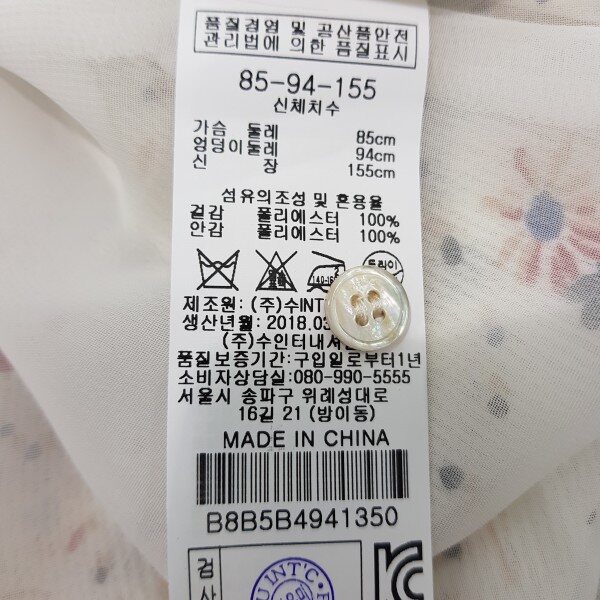 품질경영 및 공산품안전
관리법에 의한 품질표시
85-94-155
신체치수
가슴 둘레 85cm
엉덩이둘레 94cm
신 장 155cm
섬유의조성 및 혼용율
겉감 폴리에스터 100%
안감 폴리에스터 100%
드라이
제조원: (주)수INT
생산년월: 2018.03
(주)수인터내셔
품질보증기간:구입일로부터1년
소비자상담실:080-990-5555
서울시 송파구 위례성대로
16길 21 (방이동)
MADE IN CHINA
B8B5B4941350
검
사
U INT'C